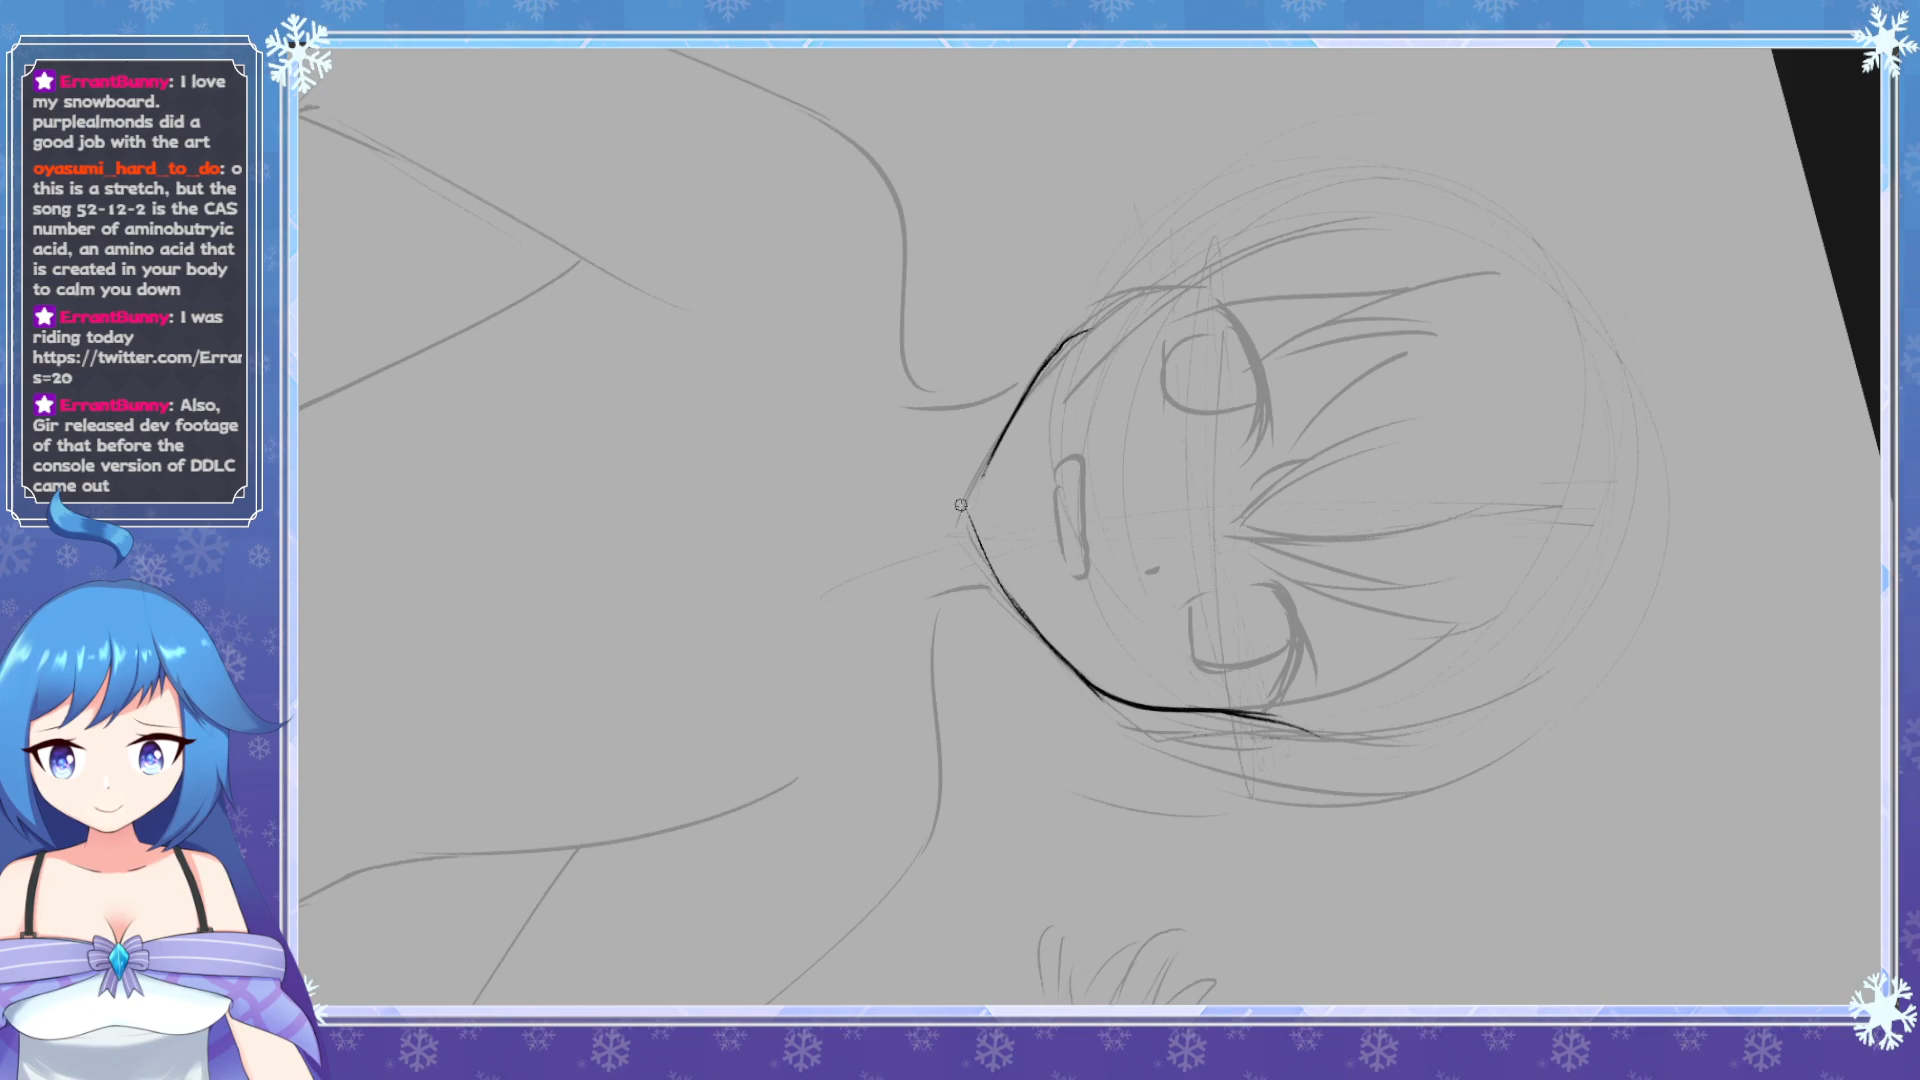 ErrantBunny: I love
my snowboard.
purplealmonds did a
good job with the art
oyasumi_hard_to_do: o
this is a stretch, but the
song 52-12-2 is the CAS
number of aminobutryic
acid, an amino acid that
is created in your body
to calm you down
ErrantBunny: I was
riding today
https://twitter.com/Errar
s=20
ErrantBunny: Also,
Gir released dev footage
of that before the
console version of DDLC
came out